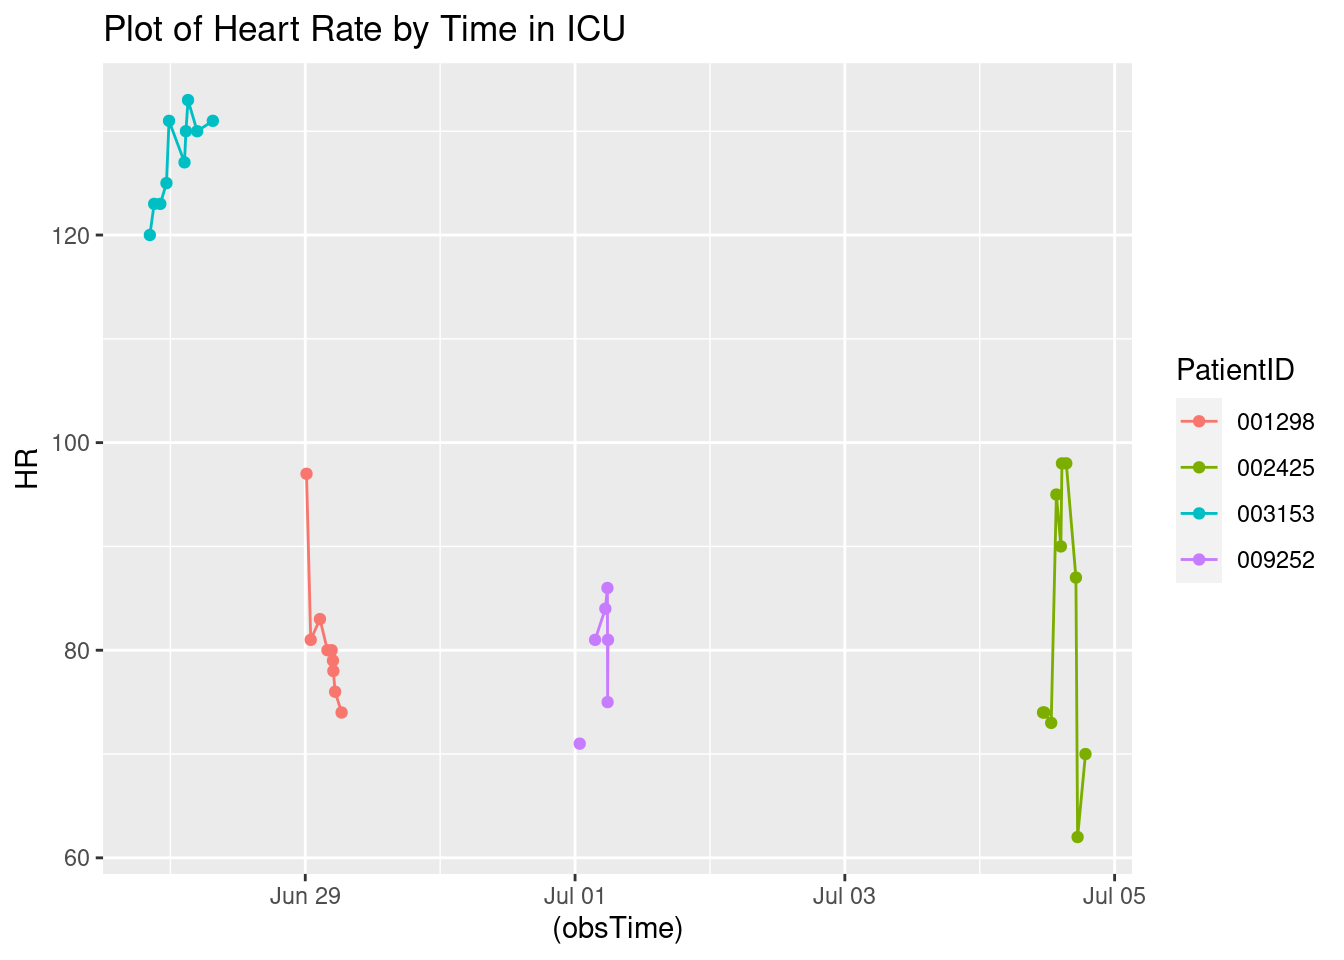 Plot of Heart Rate by Time in ICU
HR
120
100
80
60
Jun 29
Jul 01
Jul 03
Jul 05
(obsTime)
PatientID
001298
002425
003153
009252